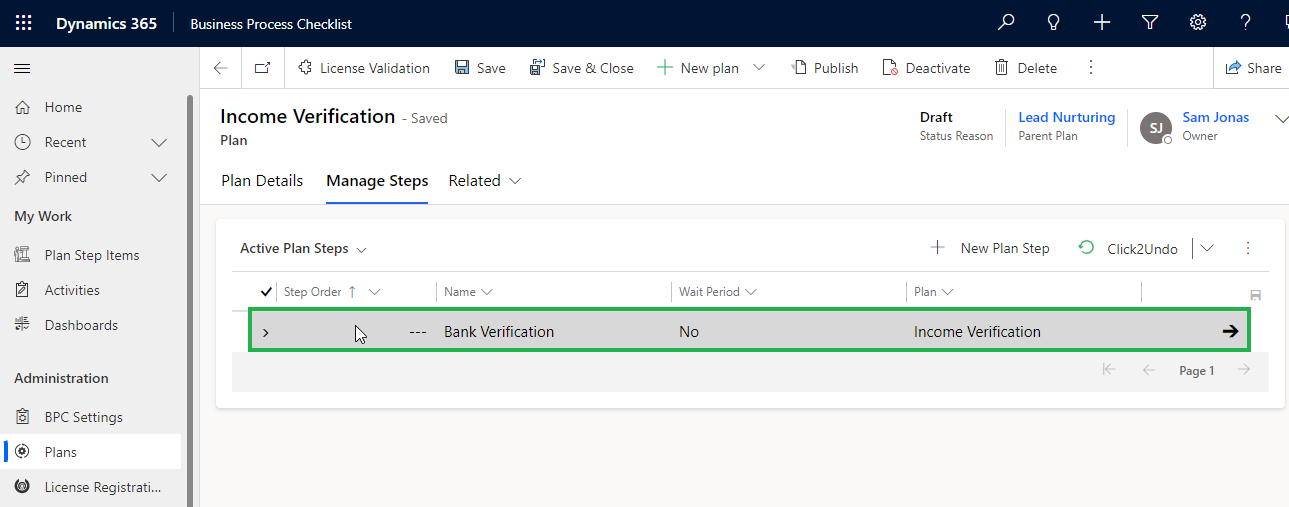 Dynamics 365 Business Process Checklist
License Validation Save Save & Close New plan Publish Deactivate Delete Share
Home
Recent
Pinned
My Work
Plan Step Items
Activities
Dashboards
Administration
BPC Settings
Plans
License Registrati...
Income Verification - Saved
Plan
Draft
Status Reason
Lead Nurturing
Parent Plan
SJ
Sam Jonas
Owner
Plan Details Manage Steps Related
Active Plan Steps New Plan Step Click2Undo
Step Order Name Wait Period Plan
--- Bank Verification No Income Verification
Page 1